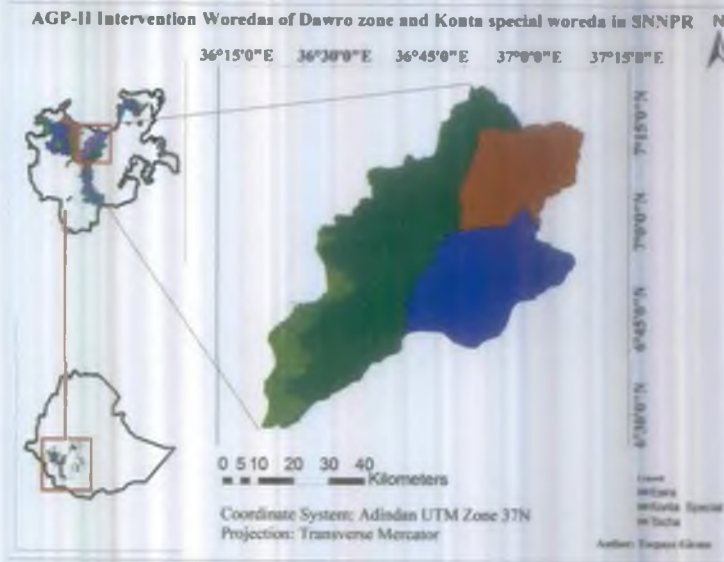 AGP-II Intervention Woredas of Dawro zone and Konta special woreda in SNNPR N
36°15'0"E 36°30'0"E 36°45'0"E 37°0'0"E 37°15'0"E
7°15'0"N
7°0'0"N
6°45'0"N
6°30'0"N
0 5 10 20 30 40
Kilometers
Coordinate System: Adindan UTM Zone 37N
Projection: Transverse Mercator
Legend
Konta Special
Tocha
Author: